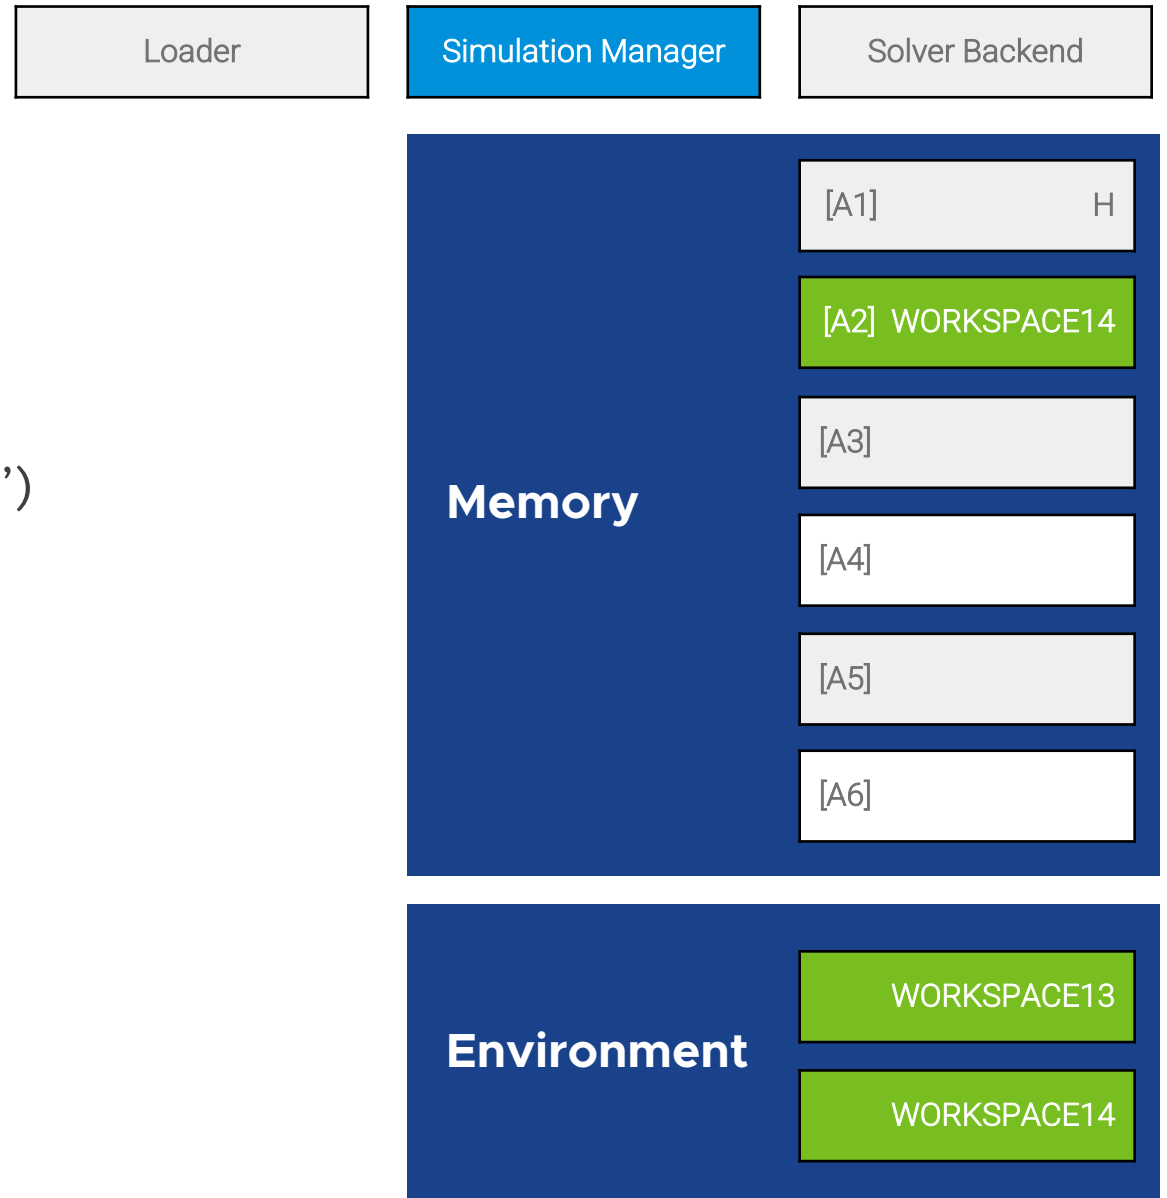 Loader
Simulation Manager
Solver Backend
[A1] H
[A2] WORKSPACE14
[A3]
’)
Memory
[A4]
[A5]
[A6]
WORKSPACE13
Environment
WORKSPACE14